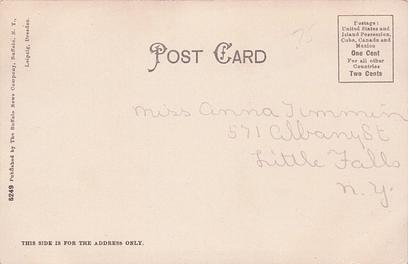 75
POST CARD
Postage:
United States and
Island Possession,
Cuba, Canada and
Mexico
One Cent
For all other
Countries
Two Cents
Miss Anna Timmin
571 Albany St
Little Falls
N.Y.
5249 Published by The Buffalo News Company, Buffalo, N. Y.,
Leipzig, Dresden.
THIS SIDE IS FOR THE ADDRESS ONLY.